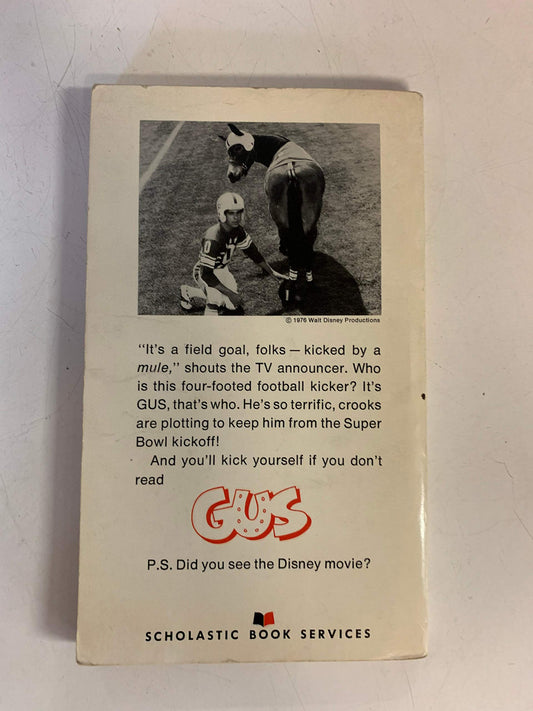 0
© 1976 Walt Disney Productions
"It's a field goal, folks — kicked by a
mule," shouts the TV announcer. Who
is this four-footed football kicker? It's
GUS, that's who. He's so terrific, crooks
are plotting to keep him from the Super
Bowl kickoff!
And you'll kick yourself if you don't
read
GUS
P.S. Did you see the Disney movie?
SCHOLASTIC BOOK SERVICES